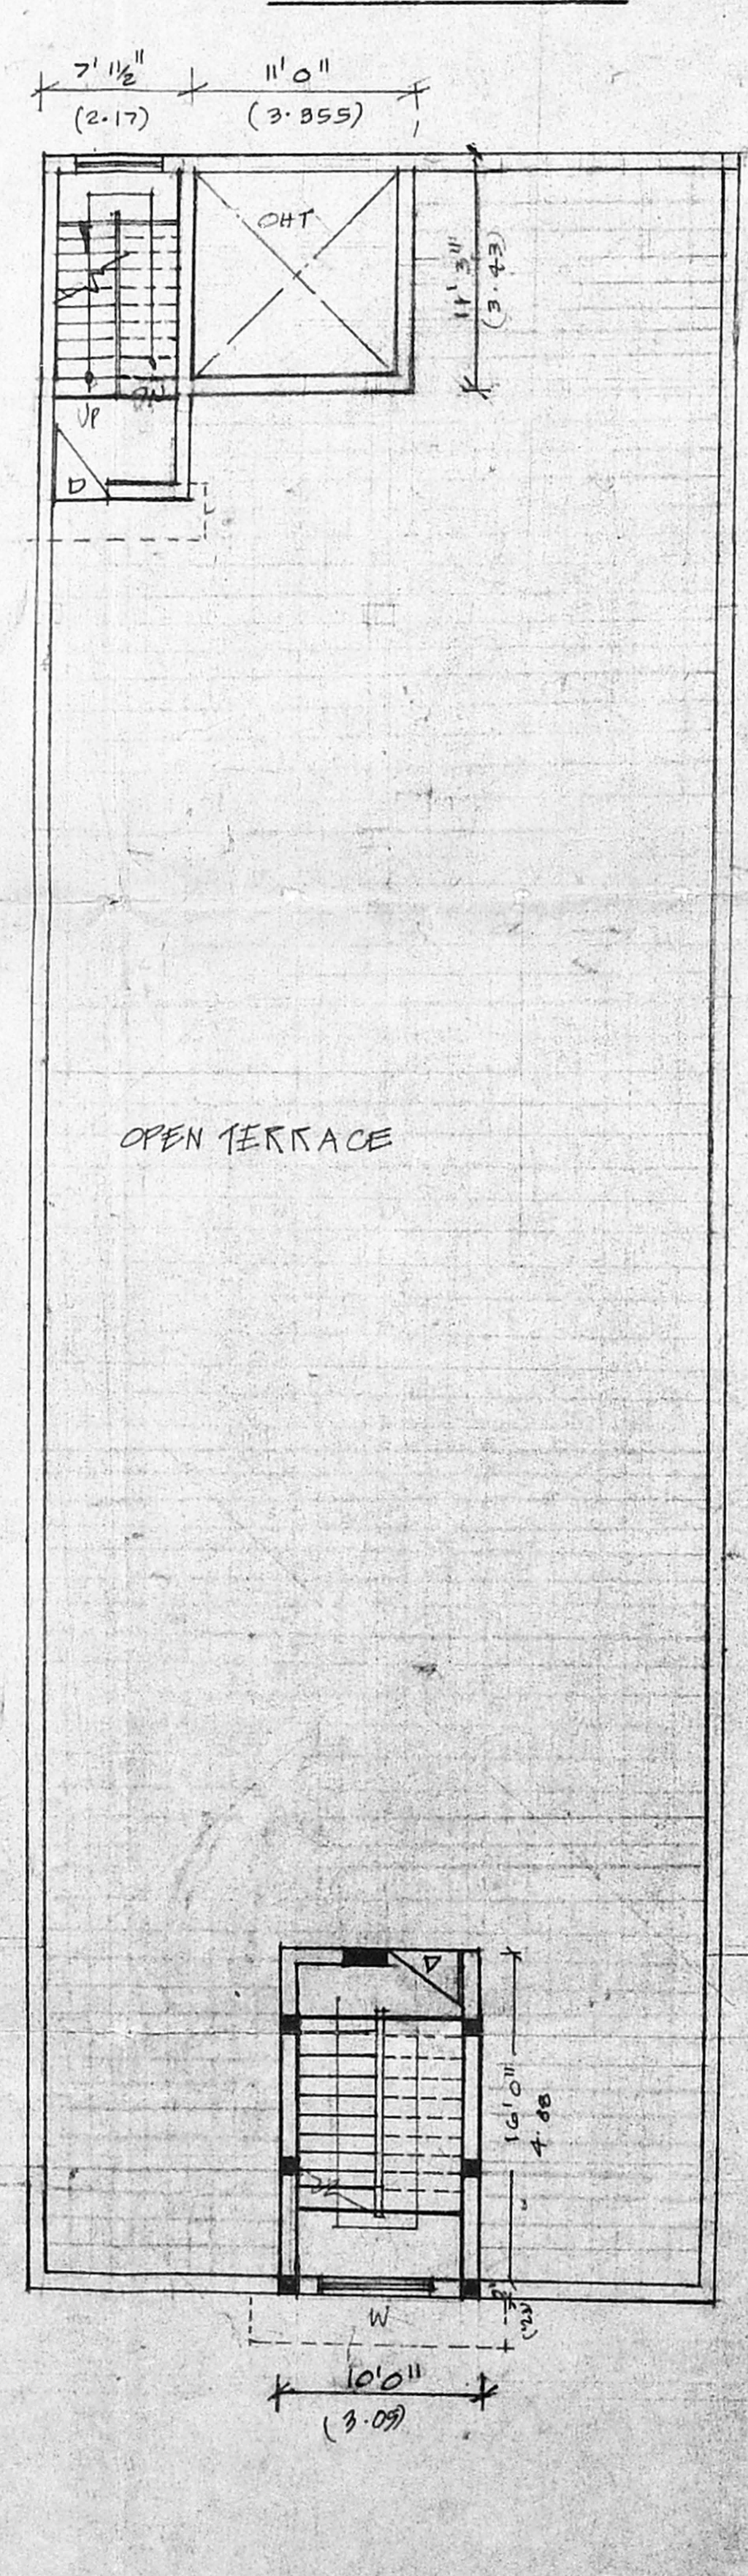 7' 1½" 11' 0"
(2.17) (3.355)
OHT
11' 3"
(3.43)
UP DN
D
OPEN TERRACE
D
16' 0"
4.88
W
10'0"
(3.05)